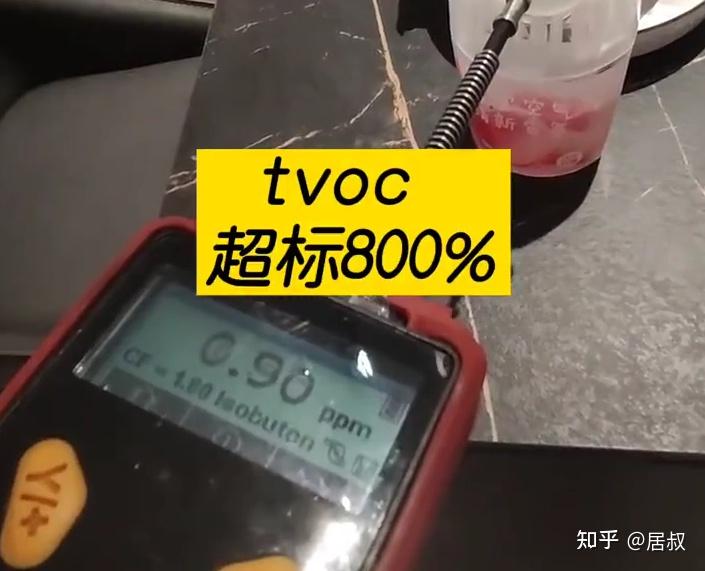 tvoc
超标800%
0.90 ppm
CF = 1.00 Isobuten
Y/+
知乎 @居叔